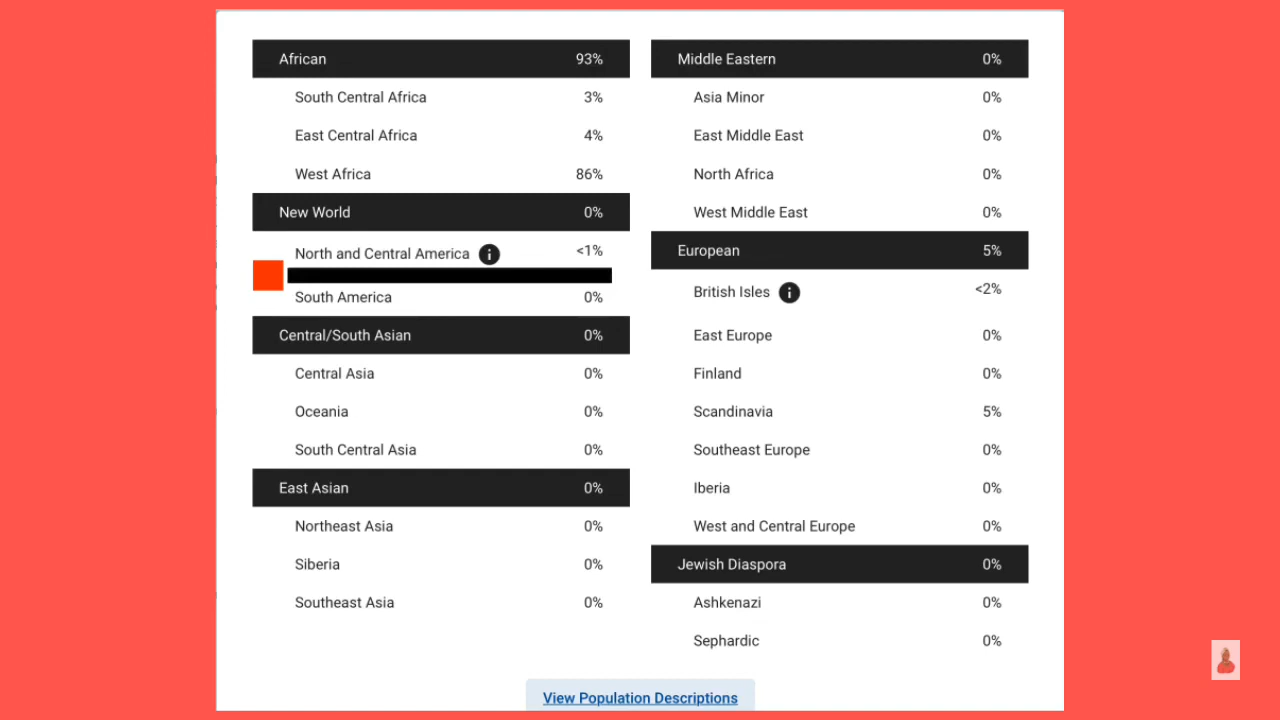 African 93%
South Central Africa 3%
East Central Africa 4%
West Africa 86%
New World 0%
North and Central America <1%
South America 0%
Central/South Asian 0%
Central Asia 0%
Oceania 0%
South Central Asia 0%
East Asian 0%
Northeast Asia 0%
Siberia 0%
Southeast Asia 0%
Middle Eastern 0%
Asia Minor 0%
East Middle East 0%
North Africa 0%
West Middle East 0%
European 5%
British Isles <2%
East Europe 0%
Finland 0%
Scandinavia 5%
Southeast Europe 0%
Iberia 0%
West and Central Europe 0%
Jewish Diaspora 0%
Ashkenazi 0%
Sephardic 0%
View Population Descriptions